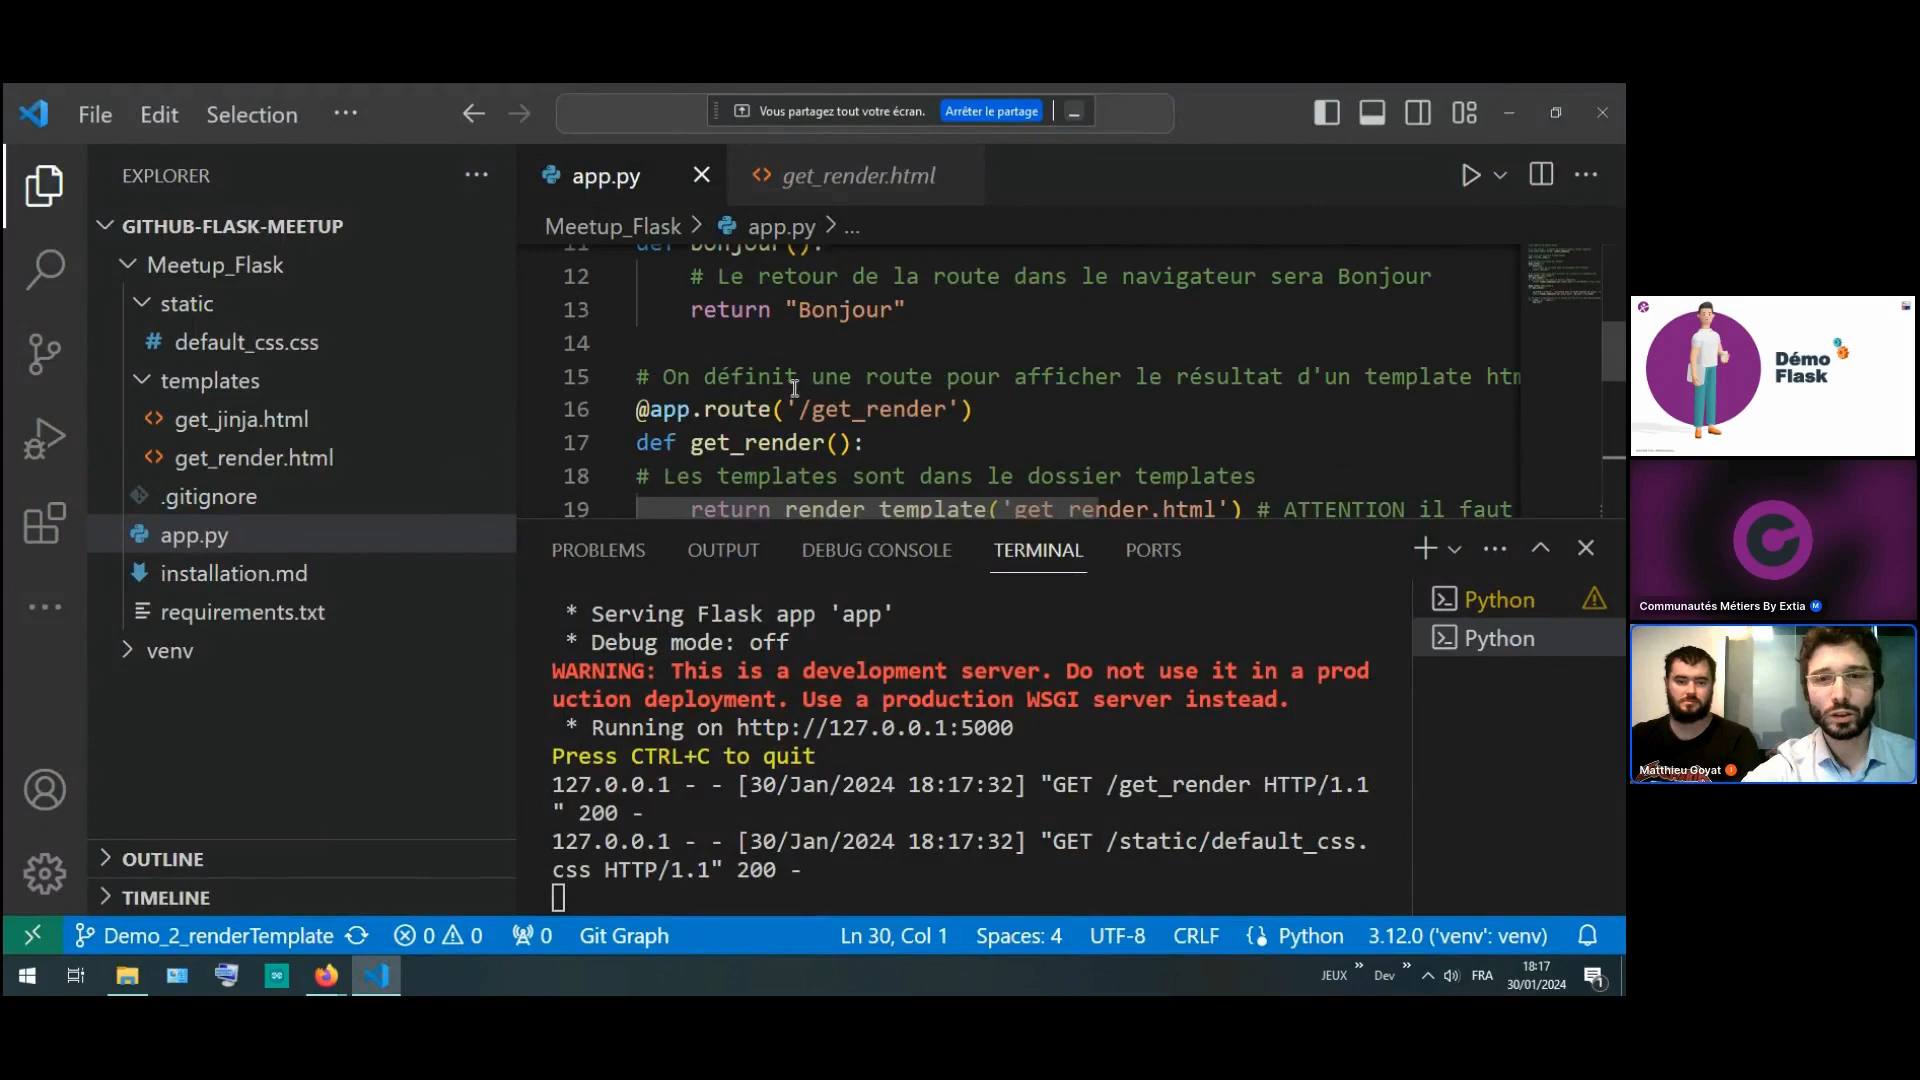 File Edit Selection ...
Vous partagez tout votre écran. Arrêter le partage
EXPLORER
GITHUB-FLASK-MEETUP
Meetup_Flask
static
default_css.css
templates
get_jinja.html
get_render.html
.gitignore
app.py
installation.md
requirements.txt
venv
OUTLINE
TIMELINE
app.py get_render.html
Meetup_Flask > app.py > ...
11 def bonjour():
12 # Le retour de la route dans le navigateur sera Bonjour
13 return "Bonjour"
14
15 # On définit une route pour afficher le résultat d'un template htm
16 @app.route('/get_render')
17 def get_render():
18 # Les templates sont dans le dossier templates
19 return render_template('get_render.html') # ATTENTION il faut
PROBLEMS OUTPUT DEBUG CONSOLE TERMINAL PORTS
* Serving Flask app 'app'
* Debug mode: off
WARNING: This is a development server. Do not use it in a prod
uction deployment. Use a production WSGI server instead.
* Running on http://127.0.0.1:5000
Press CTRL+C to quit
127.0.0.1 - - [30/Jan/2024 18:17:32] "GET /get_render HTTP/1.1
" 200 -
127.0.0.1 - - [30/Jan/2024 18:17:32] "GET /static/default_css.
css HTTP/1.1" 200 -
Python
Python
Demo_2_renderTemplate 0 0 0 Git Graph Ln 30, Col 1 Spaces: 4 UTF-8 CRLF Python 3.12.0 ('venv': venv)
JEUX Dev FRA 18:17
30/01/2024
1
Démo
Flask
Communautés Métiers By Extia M
Matthieu Goyat